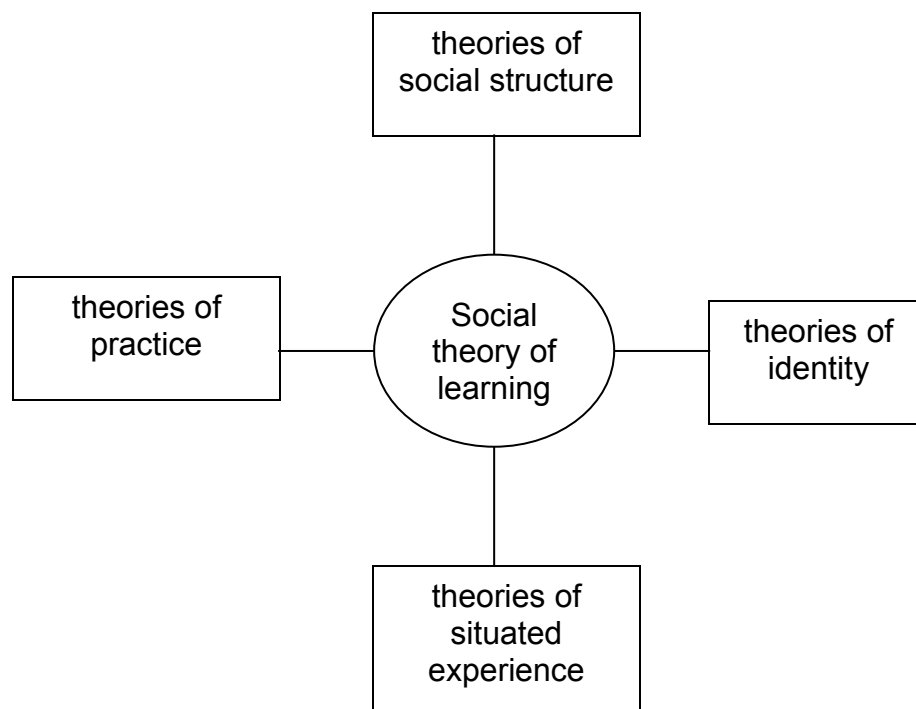 theories of
social structure
theories of
practice
Social
theory of
learning
theories of
identity
theories of
situated
experience